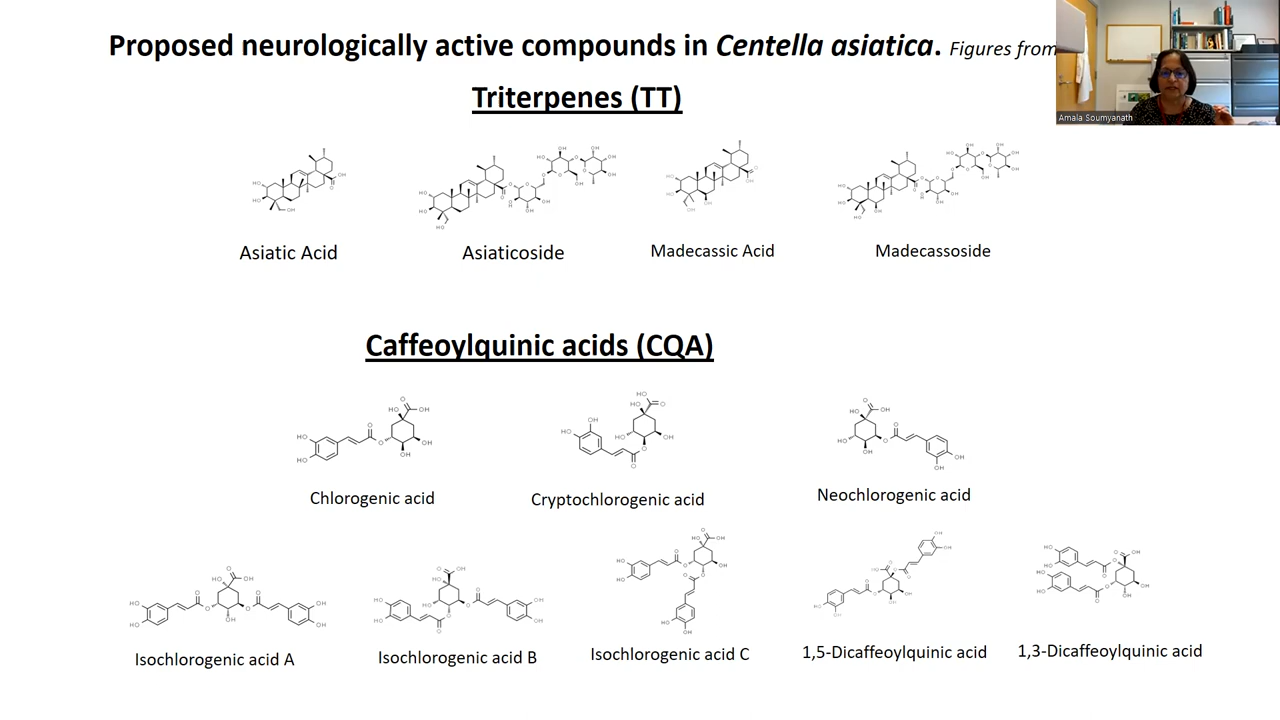 Proposed neurologically active compounds in Centella asiatica. Figures from
Amala Soumyanath
Triterpenes (TT)
Asiatic Acid
Asiaticoside
Madecassic Acid
Madecassoside
Caffeoylquinic acids (CQA)
Chlorogenic acid
Cryptochlorogenic acid
Neochlorogenic acid
Isochlorogenic acid A
Isochlorogenic acid B
Isochlorogenic acid C
1,5-Dicaffeoylquinic acid
1,3-Dicaffeoylquinic acid